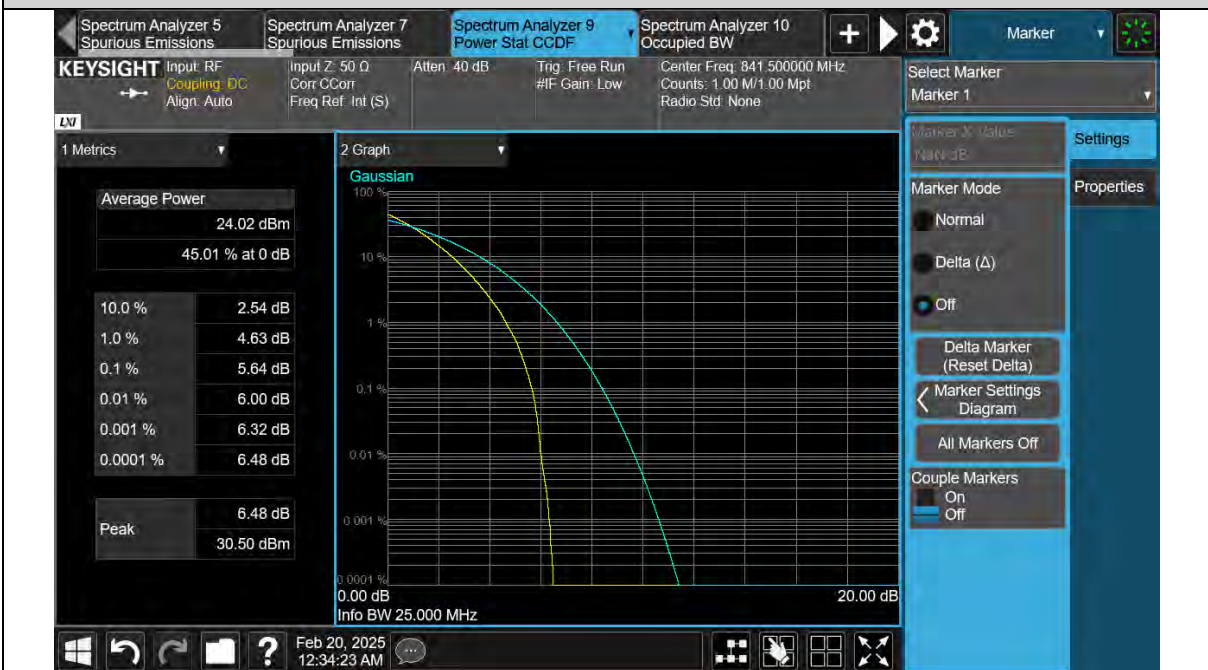 Spectrum Analyzer 5
Spurious Emissions
Spectrum Analyzer 7
Spurious Emissions
Spectrum Analyzer 9
Power Stat CCDF
Spectrum Analyzer 10
Occupied BW
+
Marker
KEYSIGHT
LXI
Input: RF
Coupling: DC
Align: Auto
Input Z: 50 Ω
Corr CCorr
Freq Ref: Int (S)
Atten: 40 dB
Trig: Free Run
#IF Gain: Low
Center Freq: 841.500000 MHz
Counts: 1.00 M/1.00 Mpt
Radio Std: None
Select Marker
Marker 1
1 Metrics
Average Power
24.02 dBm
45.01 % at 0 dB
10.0 % 2.54 dB
1.0 % 4.63 dB
0.1 % 5.64 dB
0.01 % 6.00 dB
0.001 % 6.32 dB
0.0001 % 6.48 dB
Peak
6.48 dB
30.50 dBm
2 Graph
Gaussian
100 %
10 %
1 %
0.1 %
0.01 %
0.001 %
0.0001 %
0.00 dB
20.00 dB
Info BW 25.000 MHz
Marker X Value
NaN dB
Marker Mode
Normal
Delta (Δ)
Off
Delta Marker
(Reset Delta)
Marker Settings
Diagram
All Markers Off
Couple Markers
On
Off
Settings
Properties
?
Feb 20, 2025
12:34:23 AM